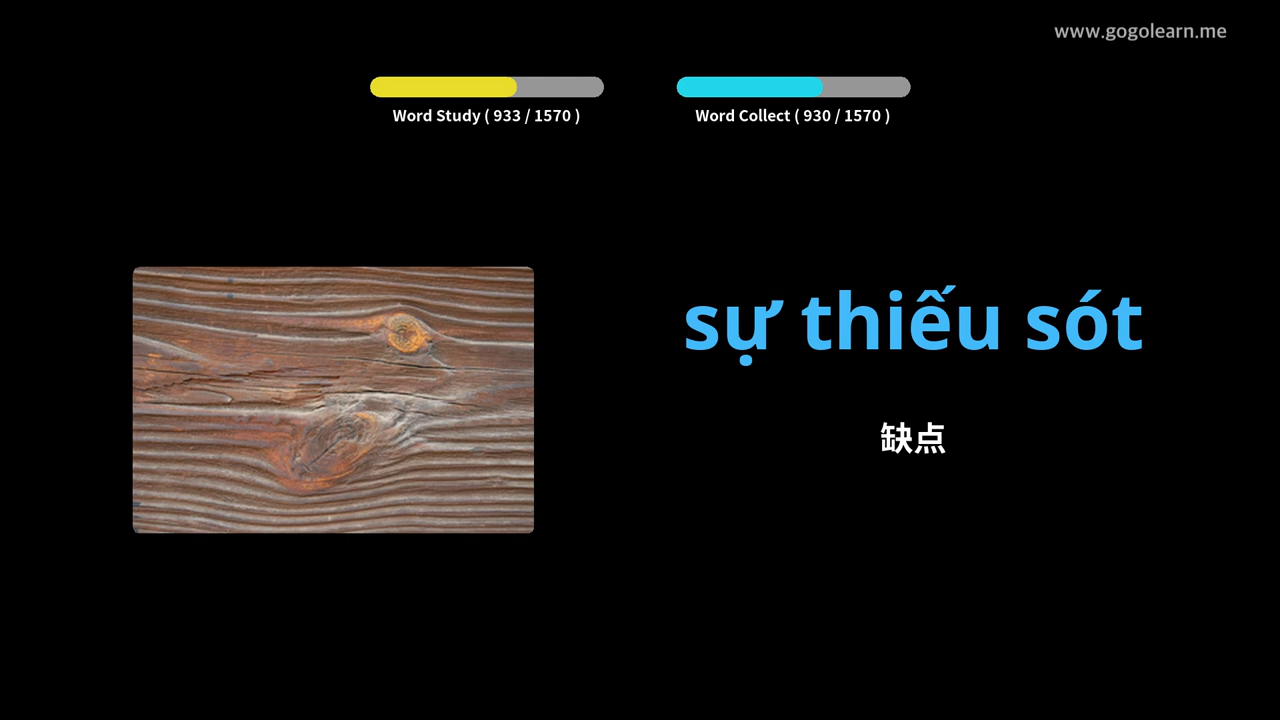 www.gogolearn.me
Word Study ( 933 / 1570 )
Word Collect ( 930 / 1570 )
sự thiếu sót
缺点